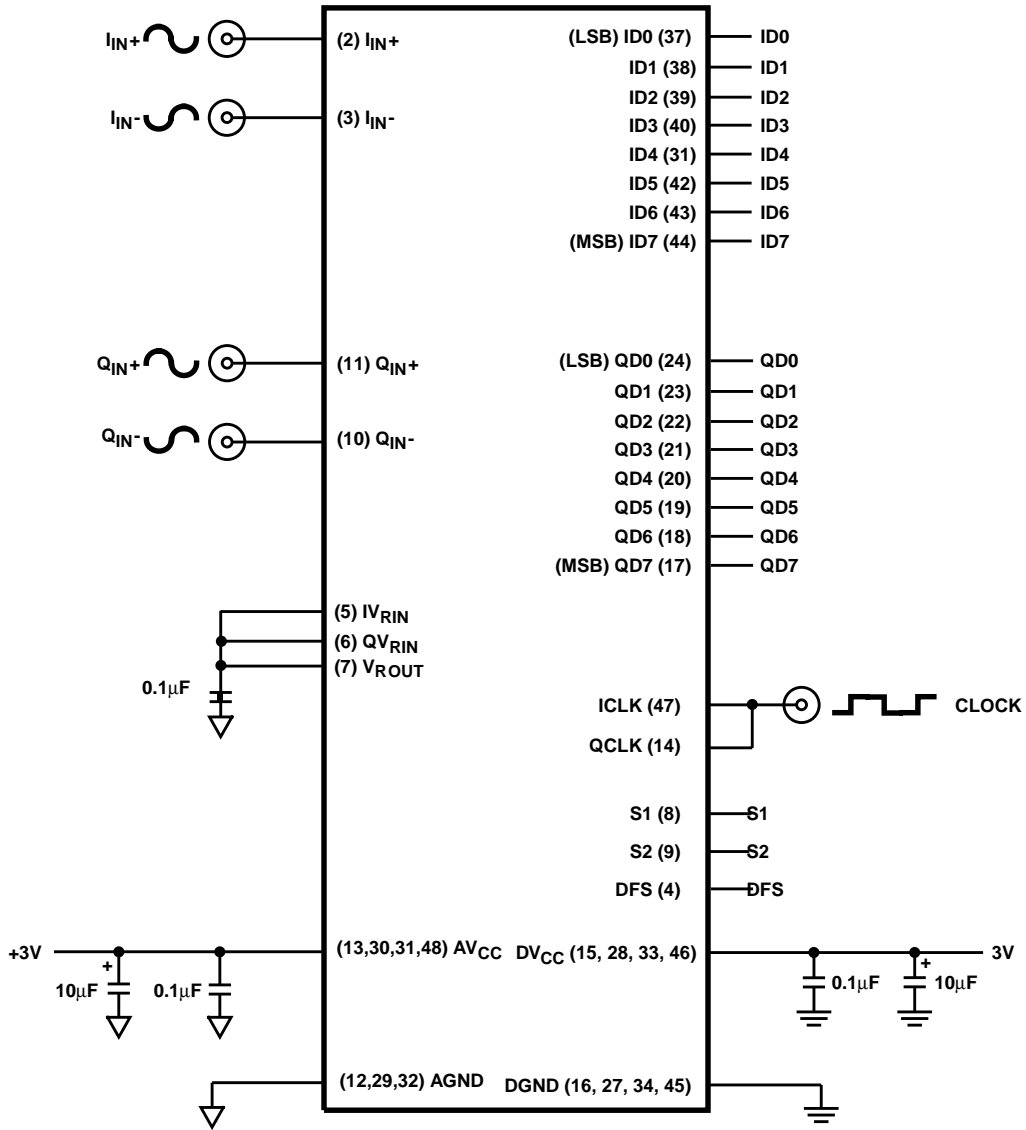 IIN+
(2) IIN+
(LSB) ID0 (37)
ID0
ID1 (38)
ID1
ID2 (39)
ID2
IIN-
(3) IIN-
ID3 (40)
ID3
ID4 (31)
ID4
ID5 (42)
ID5
ID6 (43)
ID6
(MSB) ID7 (44)
ID7
QIN+
(11) QIN+
(LSB) QD0 (24)
QD0
QD1 (23)
QD1
QD2 (22)
QD2
QIN-
(10) QIN-
QD3 (21)
QD3
QD4 (20)
QD4
QD5 (19)
QD5
QD6 (18)
QD6
(MSB) QD7 (17)
QD7
(5) IVRIN
(6) QVRIN
(7) VROUT
0.1µF
ICLK (47)
CLOCK
QCLK (14)
S1 (8)
S1
S2 (9)
S2
DFS (4)
DFS
+3V
(13,30,31,48) AVCC
DVCC (15, 28, 33, 46)
3V
+
10µF
0.1µF
0.1µF
+
10µF
(12,29,32) AGND
DGND (16, 27, 34, 45)